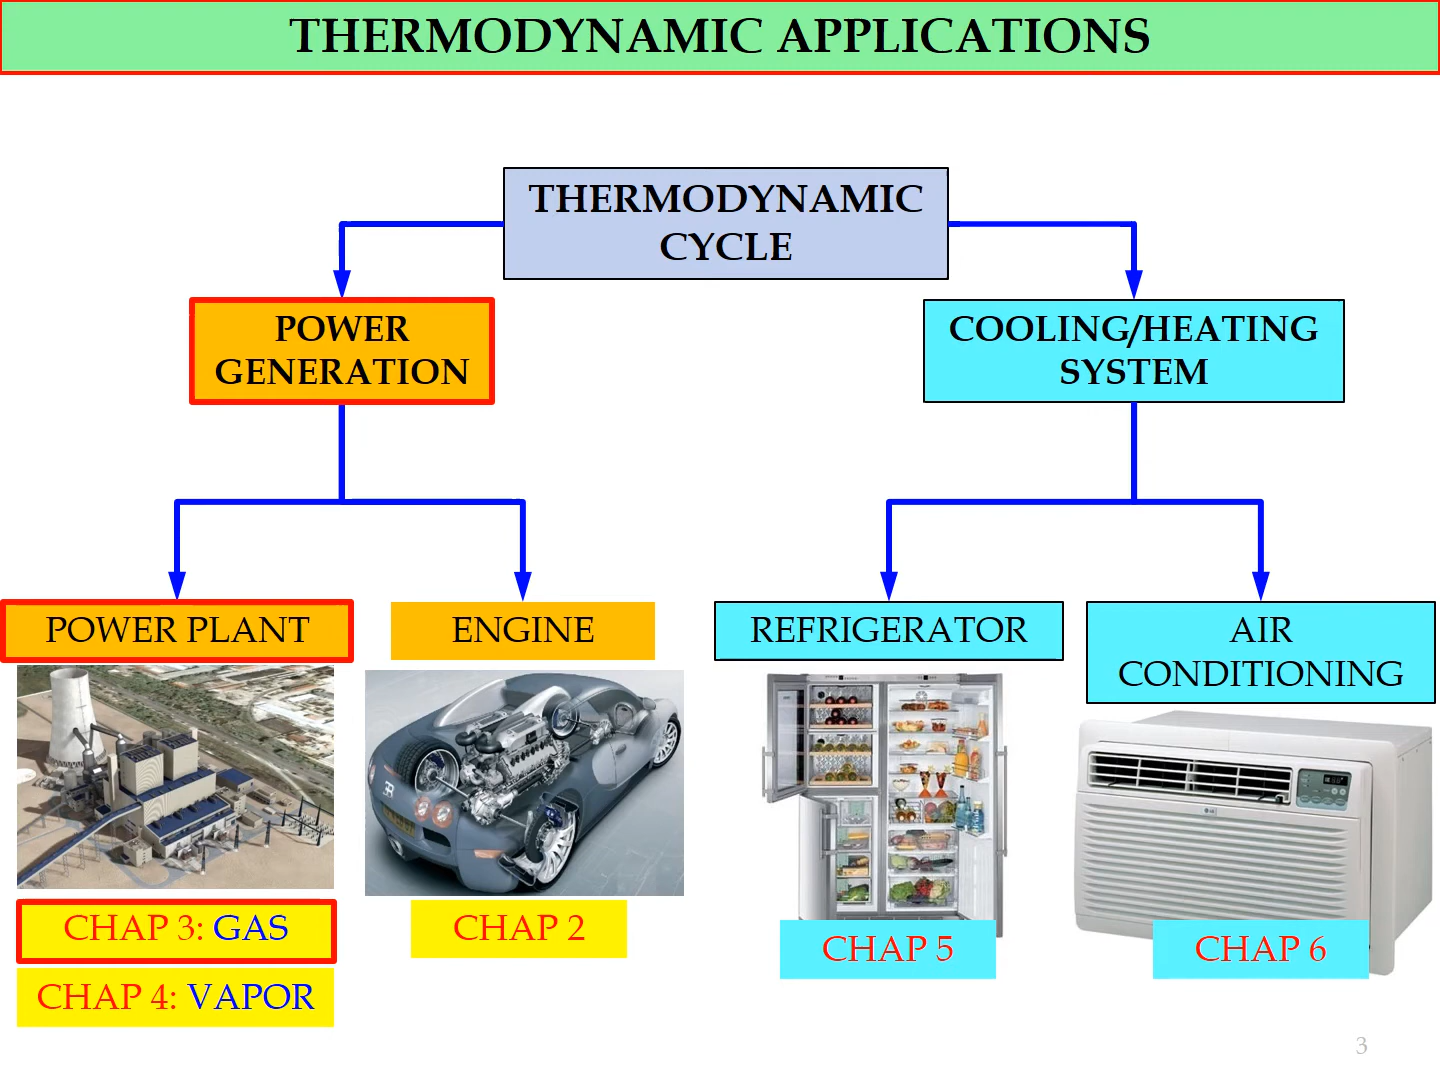 THERMODYNAMIC APPLICATIONS
THERMODYNAMIC
CYCLE
POWER
GENERATION
COOLING/HEATING
SYSTEM
POWER PLANT
ENGINE
REFRIGERATOR
AIR
CONDITIONING
CHAP 3: GAS
CHAP 4: VAPOR
CHAP 2
CHAP 5
CHAP 6
LG
3